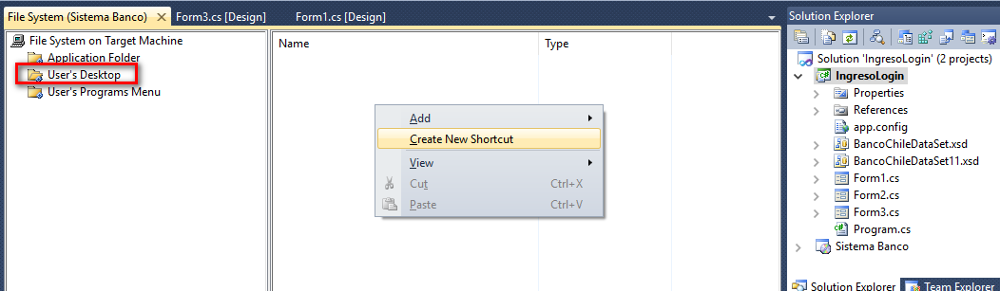 File System (Sistema Banco)
Form3.cs [Design]
Form1.cs [Design]
File System on Target Machine
Application Folder
User's Desktop
User's Programs Menu
Name
Type
Add
Create New Shortcut
View
Cut
Ctrl+X
Paste
Ctrl+V
Solution Explorer
Solution 'IngresoLogin' (2 projects)
IngresoLogin
Properties
References
app.config
BancoChileDataSet.xsd
BancoChileDataSet11.xsd
Form1.cs
Form2.cs
Form3.cs
Program.cs
Sistema Banco
Solution Explorer
Team Explorer